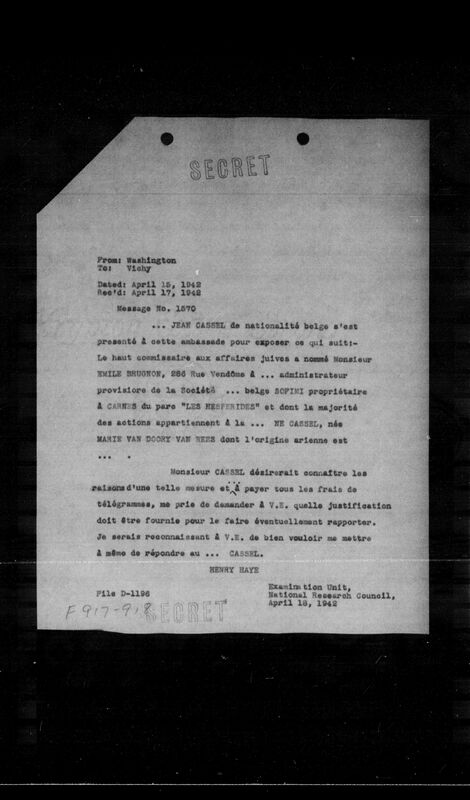 SECRET
From: Washington
To: Vichy
Dated: April 15, 1942
Rec'd: April 17, 1942
Message No. 1570
... JEAN CASSEL de nationalité belge s'est
presenté à cette ambassade pour exposer ce qui suit:-
Le haut commissaire aux affaires juives a nommé Monsieur
EMILE BRUGNON, 286 Rue Vendôme à ... administrateur
provisiore de la Société ... belge SOFIMI propriétaire
à CARNES du parc "LES HESPERIDES" et dont la majorité
des actions appartiennent à la ... NE CASSEL, née
MARIE VAN DOORY VAN REES dont l'origine arienne est
... .
Monsieur CASSEL désirerait connaître les
raisons d'une telle mesure et ... à payer tous les frais de
télégrammes, me prie de demander à V.E. quelle justification
doit être fournie pour le faire éventuellement rapporter.
Je serais reconnaissant à V.E. de bien vouloir me mettre
à même de répondre au ... CASSEL.
HENRY HAYE
File D-1196
Examination Unit,
National Research Council,
April 18, 1942
F 917-918
SECRET